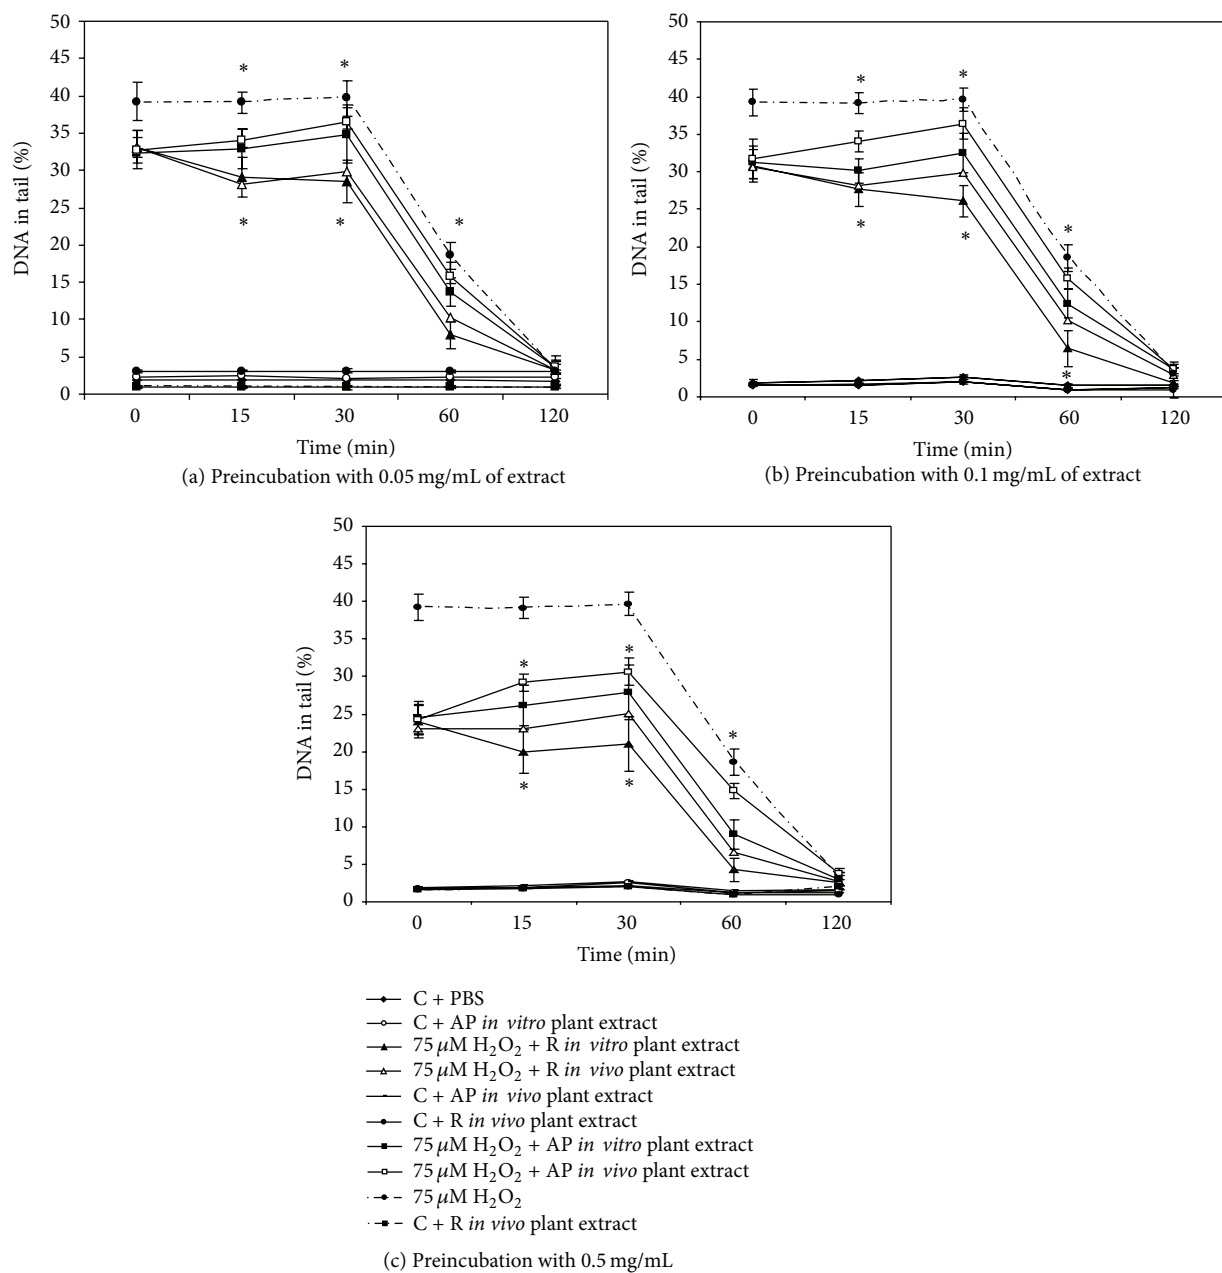 50
45
40
35
30
25
20
15
10
5
0
DNA in tail (%)
* *
* * *
0 15 30 60 120
Time (min)
(a) Preincubation with 0.05 mg/mL of extract
50
45
40
35
30
25
20
15
10
5
0
DNA in tail (%)
* *
* * *
*
0 15 30 60 120
Time (min)
(b) Preincubation with 0.1 mg/mL of extract
50
45
40
35
30
25
20
15
10
5
0
DNA in tail (%)
* *
*
* *
0 15 30 60 120
Time (min)
C + PBS
C + AP in vitro plant extract
75 μM H₂O₂ + R in vitro plant extract
75 μM H₂O₂ + R in vivo plant extract
C + AP in vivo plant extract
C + R in vivo plant extract
75 μM H₂O₂ + AP in vitro plant extract
75 μM H₂O₂ + AP in vivo plant extract
75 μM H₂O₂
C + R in vivo plant extract
(c) Preincubation with 0.5 mg/mL